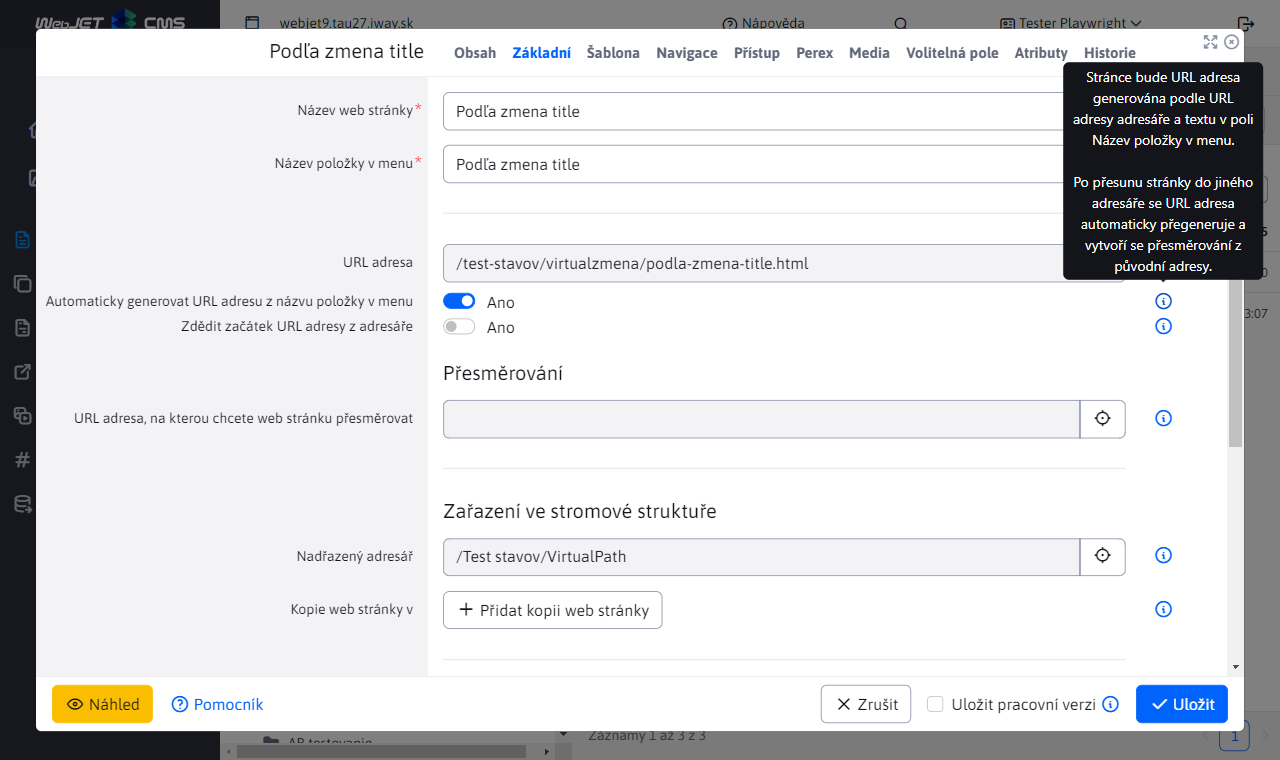 WebJET CMS
webjet9.tau27.iway.sk
Nápověda
Tester Playwright
Podľa zmena title
Obsah Základní Šablona Navigace Přístup Perex Media Volitelná pole Atributy Historie
Stránce bude URL adresa
generována podle URL
adresy adresáře a textu v poli
Název položky v menu.
Po přesunu stránky do jiného
adresáře se URL adresa
automaticky přegeneruje a
vytvoří se přesměrování z
původní adresy.
Název web stránky*
Podľa zmena title
Název položky v menu*
Podľa zmena title
URL adresa
/test-stavov/virtualzmena/podla-zmena-title.html
Automaticky generovat URL adresu z názvu položky v menu
Ano
Zdědit začátek URL adresy z adresáře
Ano
3:07
Přesměrování
URL adresa, na kterou chcete web stránku přesměrovat
Zařazení ve stromové struktuře
Nadřazený adresář
/Test stavov/VirtualPath
Kopie web stránky v
Přidat kopii web stránky
Náhled
Pomocník
Zrušit
Uložit pracovní verzi
Uložit
AB testovanie
Záznamy 1 až 3 z 3
1